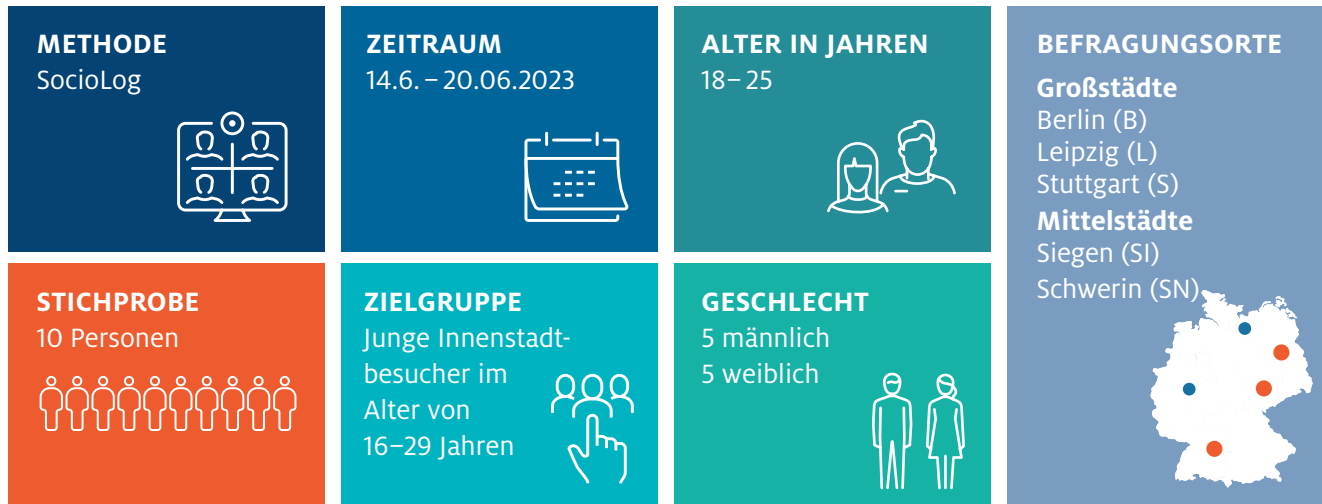 METHODE
SocioLog
ZEITRAUM
14.6. – 20.06.2023
ALTER IN JAHREN
18–25
BEFRAGUNGSORTE
Großstädte
Berlin (B)
Leipzig (L)
Stuttgart (S)
Mittelstädte
Siegen (SI)
Schwerin (SN)
STICHPROBE
10 Personen
ZIELGRUPPE
Junge Innenstadt-
besucher im
Alter von
16–29 Jahren
GESCHLECHT
5 männlich
5 weiblich